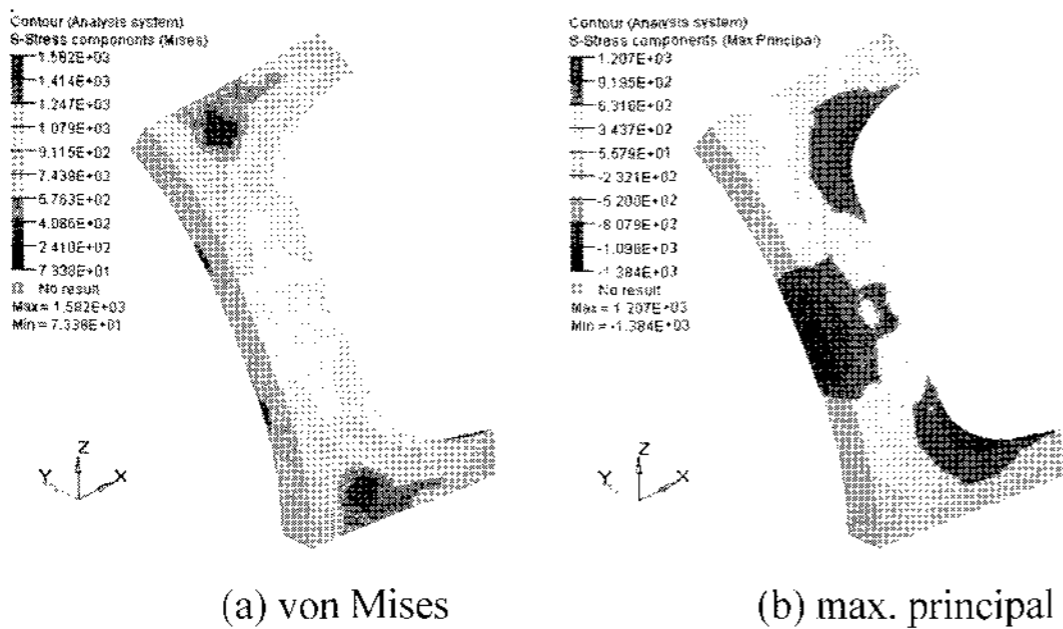 Contour (Analysis system)
S-Stress components (Mises)
1.582E+03
1.414E+03
1.247E+03
1.079E+03
9.115E+02
7.439E+02
5.763E+02
4.086E+02
2.410E+02
7.338E+01
No result
Max = 1.582E+03
Min = 7.338E+01
Z
Y
X
(a) von Mises
Contour (Analysis system)
S-Stress components (Max Principal)
1.207E+03
9.195E+02
6.316E+02
3.437E+02
5.579E+01
-2.321E+02
-5.200E+02
-8.079E+02
-1.096E+03
-1.384E+03
No result
Max = 1.207E+03
Min = -1.384E+03
Z
Y
X
(b) max. principal